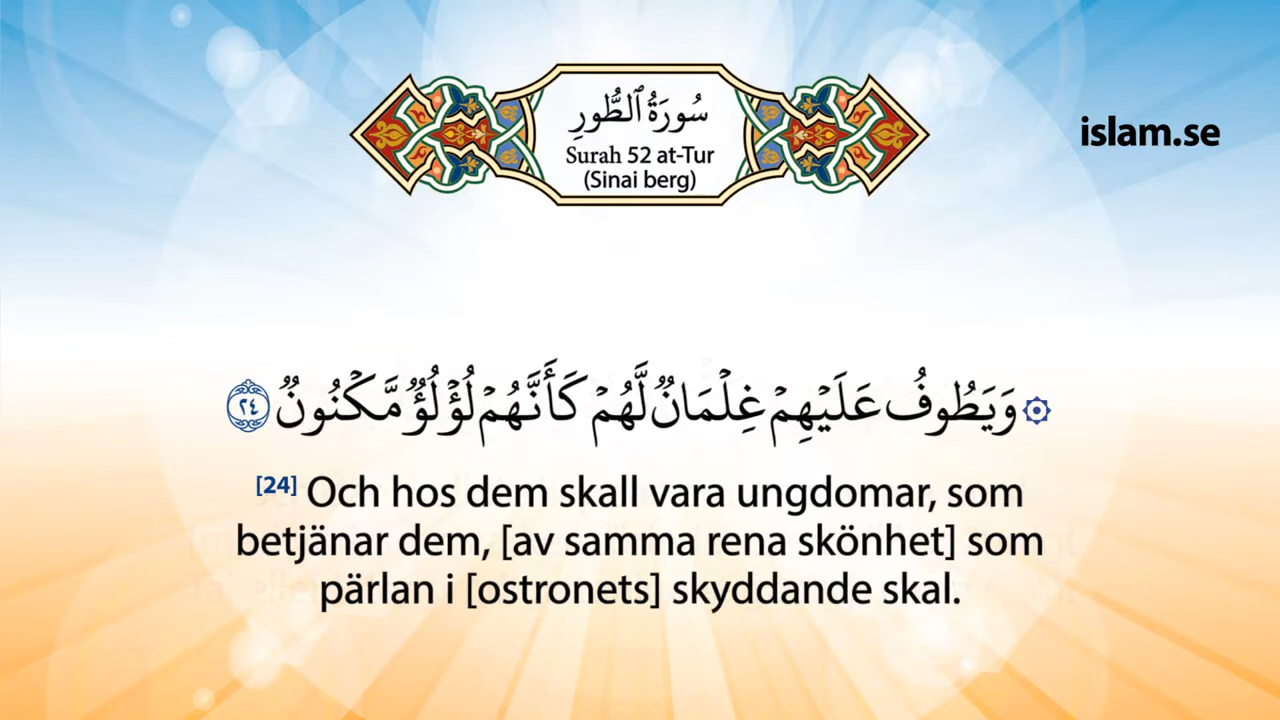 سُورَةُ ٱلطُّورِ
Surah 52 at-Tur
(Sinai berg)
islam.se
۞ وَيَطُوفُ عَلَيْهِمْ غِلْمَانٌ لَّهُمْ كَأَنَّهُمْ لُؤْلُؤٌ مَّكْنُونٌ ٢٤
[24] Och hos dem skall vara ungdomar, som
betjänar dem, [av samma rena skönhet] som
pärlan i [ostronets] skyddande skal.